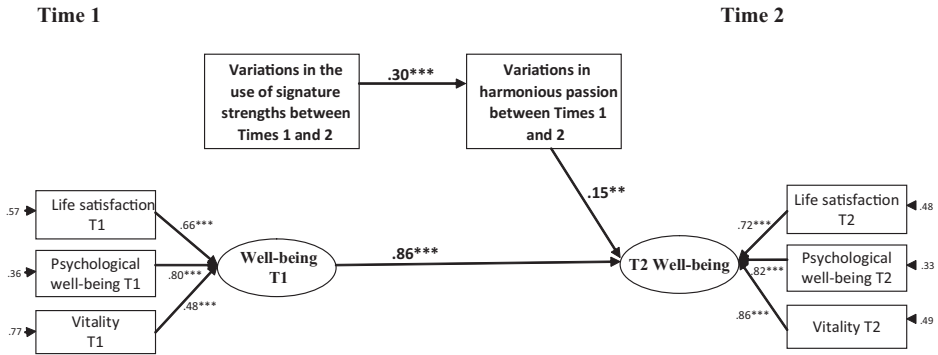 Time 1
Time 2
Variations in the
use of signature
strengths between
Times 1 and 2
.30***
Variations in
harmonious passion
between Times 1
and 2
.15**
.57
Life satisfaction
T1
.66***
.36
Psychological
well-being T1
.80***
.77
Vitality
T1
.48***
Well-being
T1
.86***
T2 Well-being
.72***
Life satisfaction
T2
.48
.82***
Psychological
well-being T2
.33
.86***
Vitality T2
.49